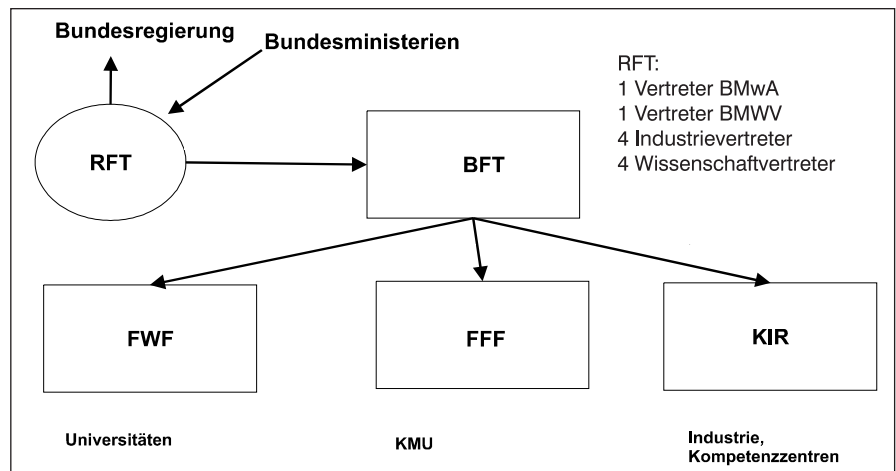 Bundesregierung
Bundesministerien
RFT:
1 Vertreter BMwA
1 Vertreter BMWV
4 Industrievertreter
4 Wissenschaftvertreter
RFT
BFT
FWF
FFF
KIR
Universitäten
KMU
Industrie,
Kompetenzzentren